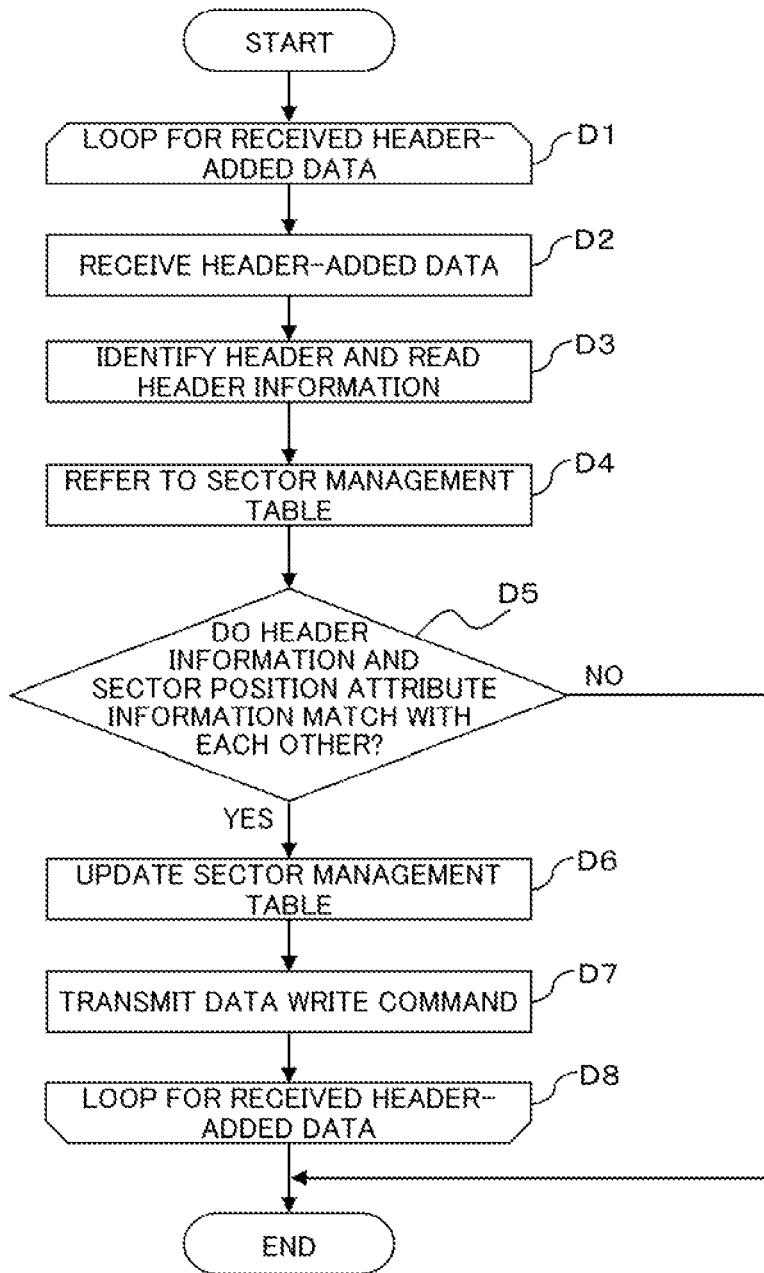 START
LOOP FOR RECEIVED HEADER-
ADDED DATA
D1
RECEIVE HEADER-ADDED DATA
D2
IDENTIFY HEADER AND READ
HEADER INFORMATION
D3
REFER TO SECTOR MANAGEMENT
TABLE
D4
D5
DO HEADER
INFORMATION AND
SECTOR POSITION ATTRIBUTE
INFORMATION MATCH WITH
EACH OTHER?
NO
YES
UPDATE SECTOR MANAGEMENT
TABLE
D6
TRANSMIT DATA WRITE COMMAND
D7
LOOP FOR RECEIVED HEADER-
ADDED DATA
D8
END